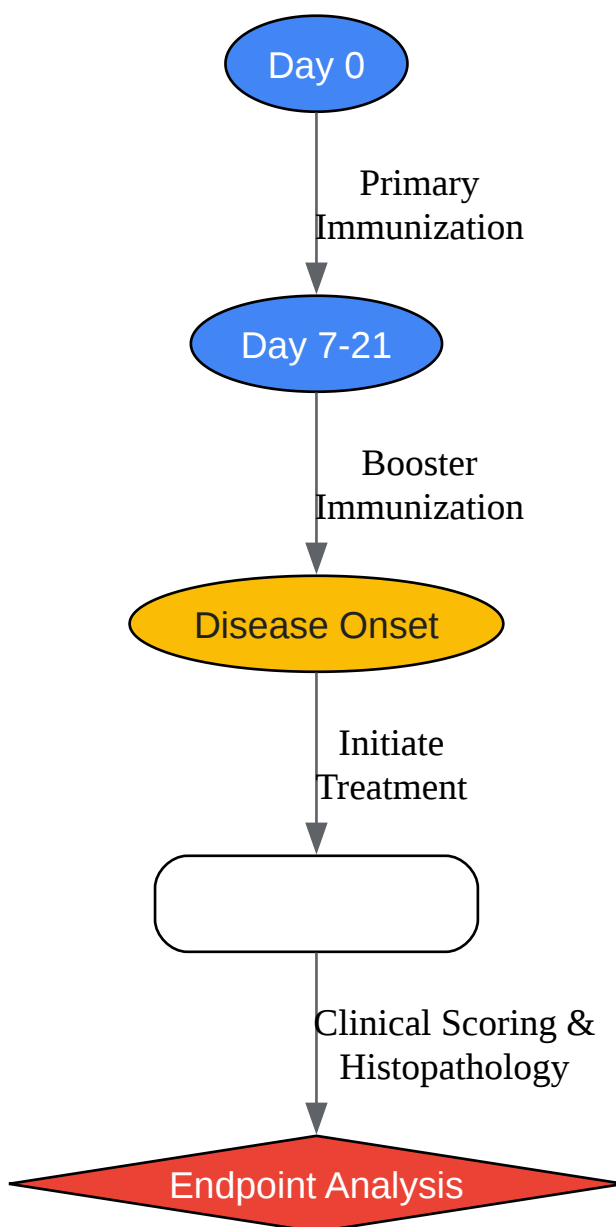 Day 0
Primary
Immunization
Day 7-21
Booster
Immunization
Disease Onset
Initiate
Treatment
Clinical Scoring &
Histopathology
Endpoint Analysis